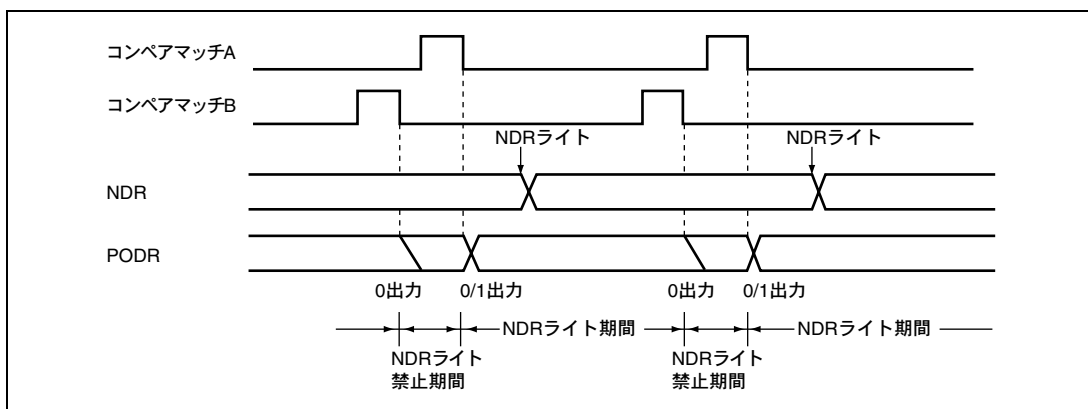 コンペアマッチA
コンペアマッチB
NDRライト NDRライト
NDR
PODR
0出力 0/1出力 0出力 0/1出力
NDRライト期間 NDRライト期間
NDRライト NDRライト
禁止期間 禁止期間